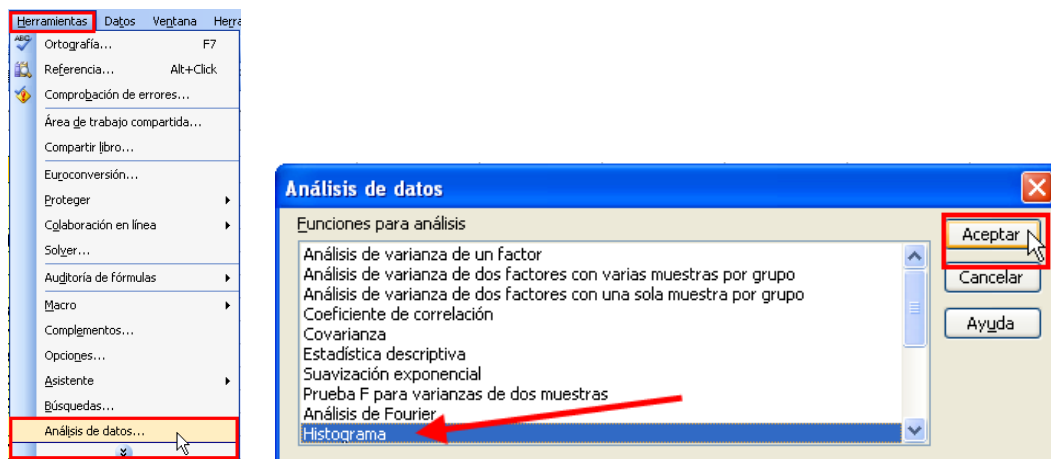 Herramientas Datos Ventana Herra
Ortografía... F7
Referencia... Alt+Click
Comprobación de errores...
Área de trabajo compartida...
Compartir libro...
Euroconversión...
Proteger
Colaboración en línea
Solver...
Auditoría de fórmulas
Macro
Complementos...
Opciones...
Asistente
Búsquedas...
Análisis de datos...
Análisis de datos
Funciones para análisis
Análisis de varianza de un factor
Análisis de varianza de dos factores con varias muestras por grupo
Análisis de varianza de dos factores con una sola muestra por grupo
Coeficiente de correlación
Covarianza
Estadística descriptiva
Suavización exponencial
Prueba F para varianzas de dos muestras
Análisis de Fourier
Histograma
Aceptar
Cancelar
Ayuda